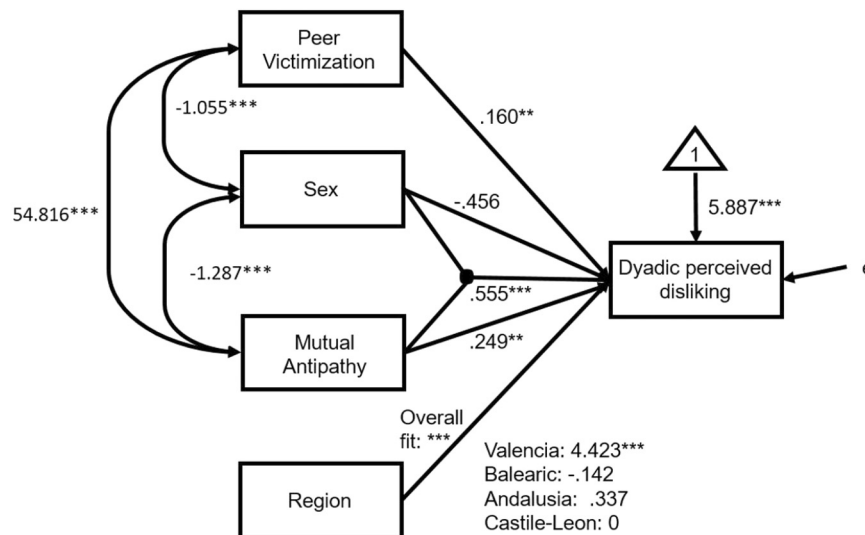 Peer
Victimization
-1.055***
.160**
1
Sex
54.816***
-.456
5.887***
-1.287***
Dyadic perceived
disliking
e
.555***
Mutual
Antipathy
.249**
Overall
fit: ***
Region
Valencia: 4.423***
Balearic: -.142
Andalusia: .337
Castile-Leon: 0